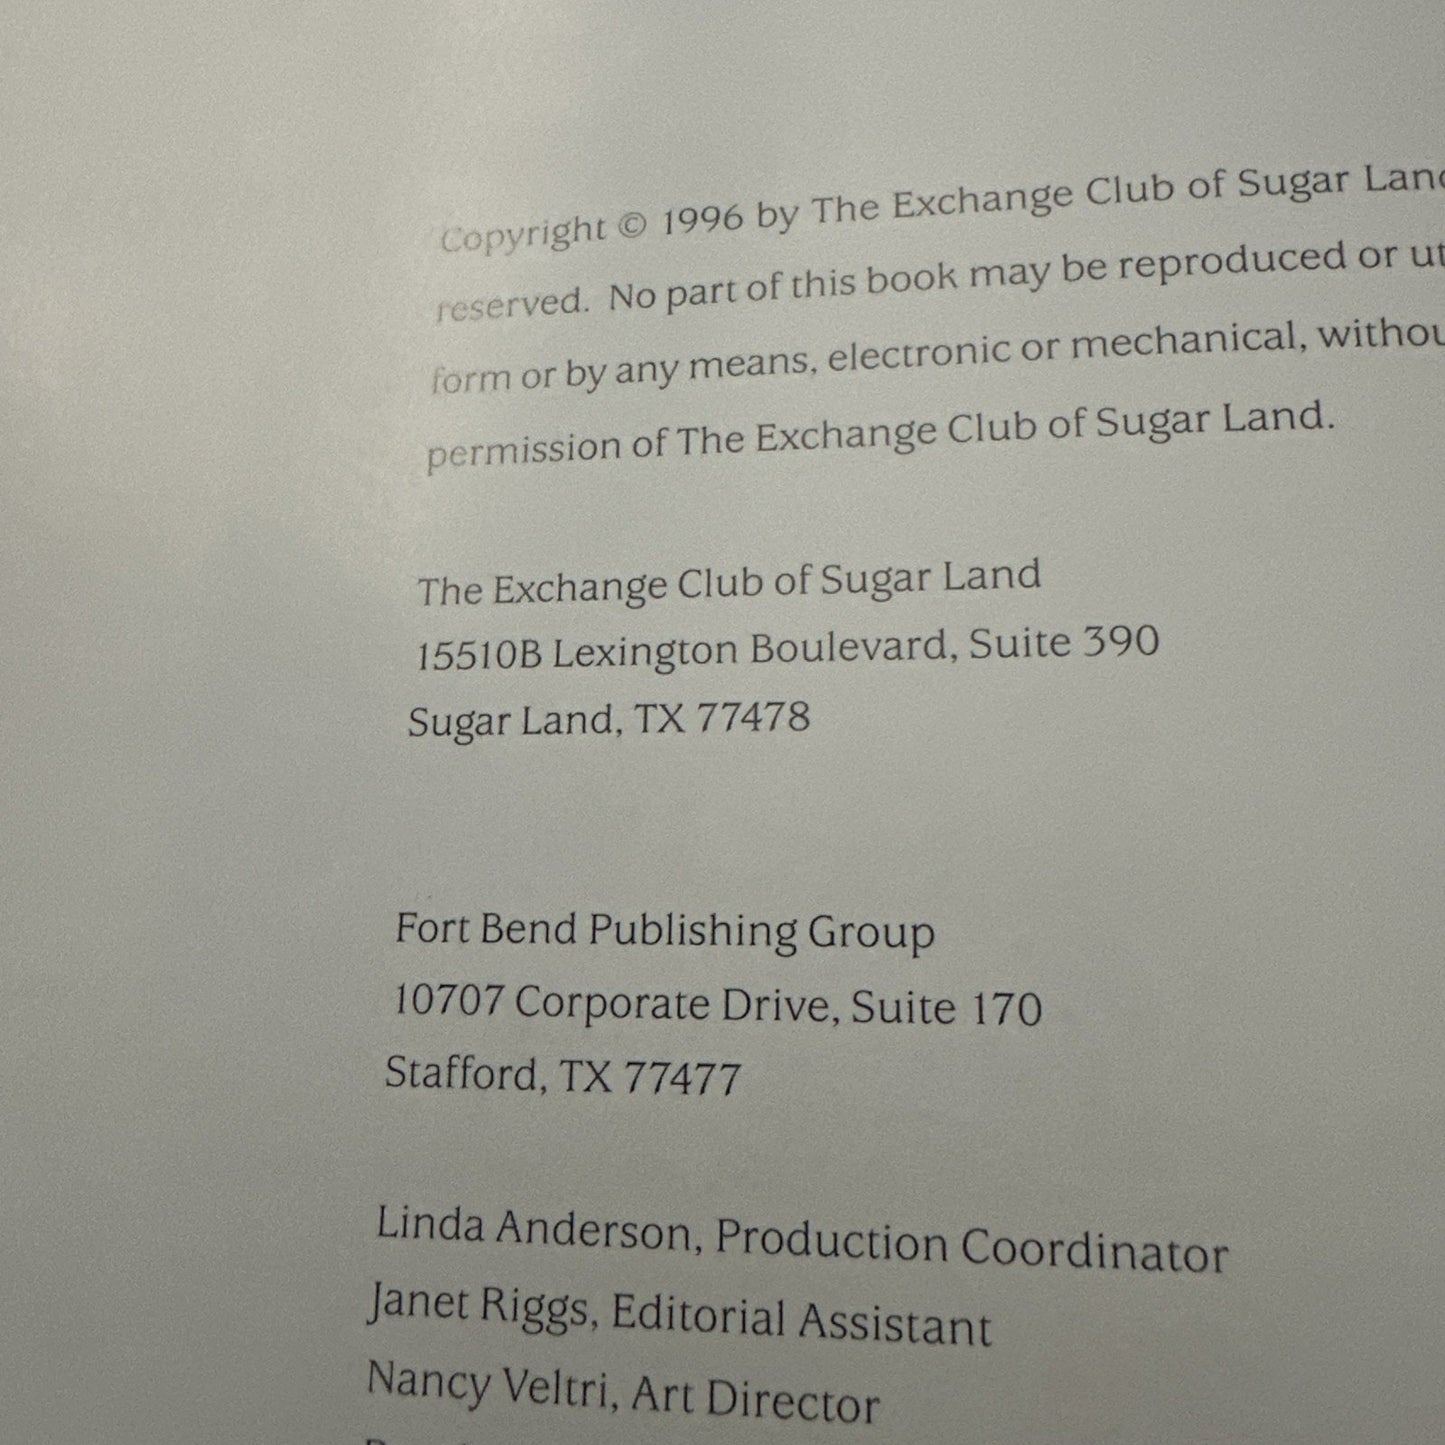 Copyright © 1996 by The Exchange Club of Sugar
reserved. No part of this book may be reproduced or
form or by any means, electronic or mechanical,
permission of The Exchange Club of Sugar Land.
The Exchange Club of Sugar Land
15510B Lexington Boulevard, Suite 390
Sugar Land, TX 77478
Fort Bend Publishing Group
10707 Corporate Drive, Suite 170
Stafford, TX 77477
Linda Anderson, Production Coordinator
Janet Riggs, Editorial Assistant
Nancy Veltri, Art Director